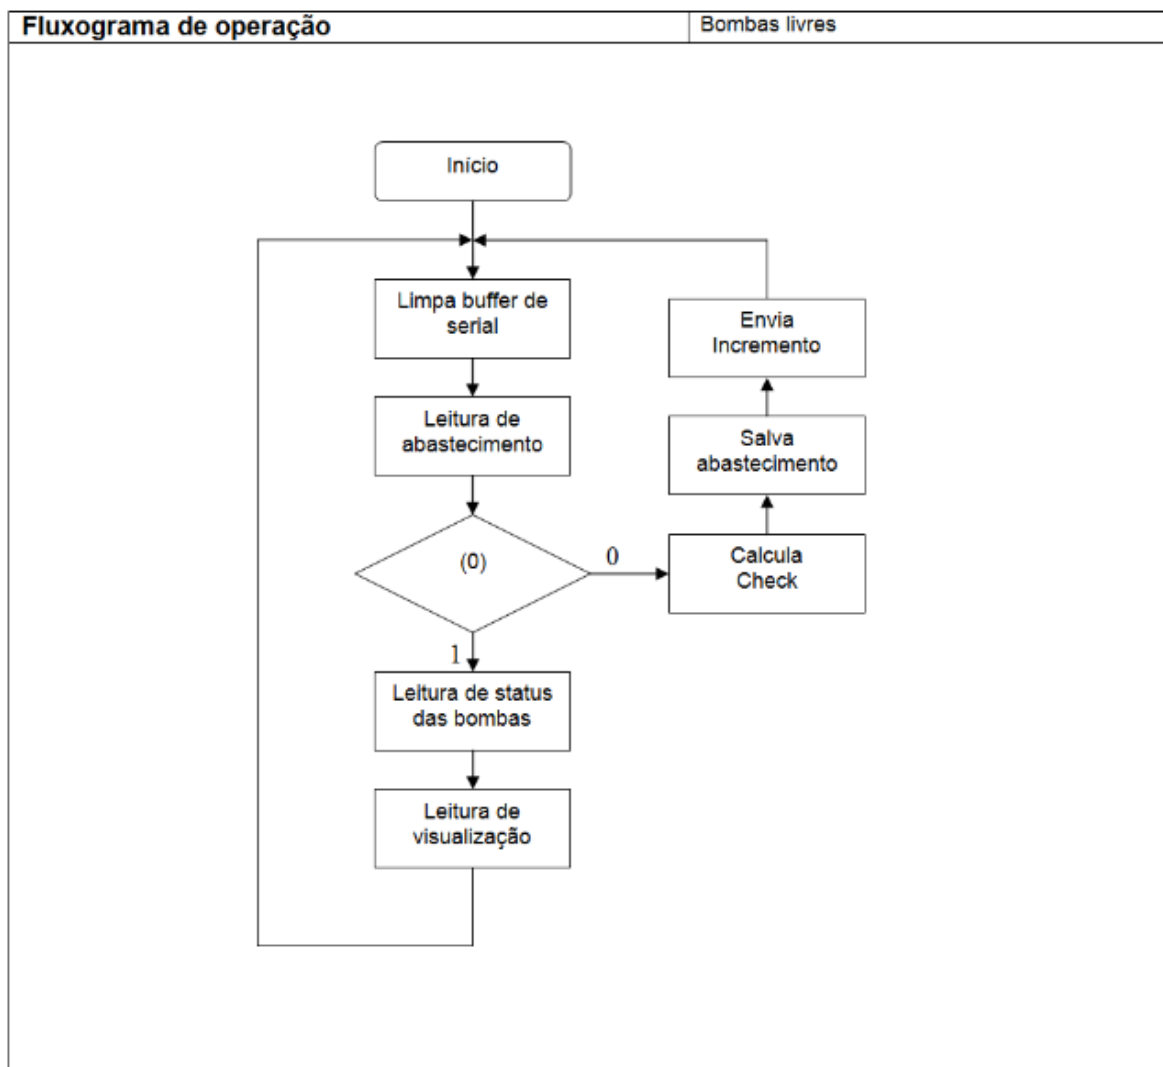 Fluxograma de operação
Bombas livres
Início
Limpa buffer de
serial
Leitura de
abastecimento
(0)
0
1
Leitura de status
das bombas
Leitura de
visualização
Envia
Incremento
Salva
abastecimento
Calcula
Check